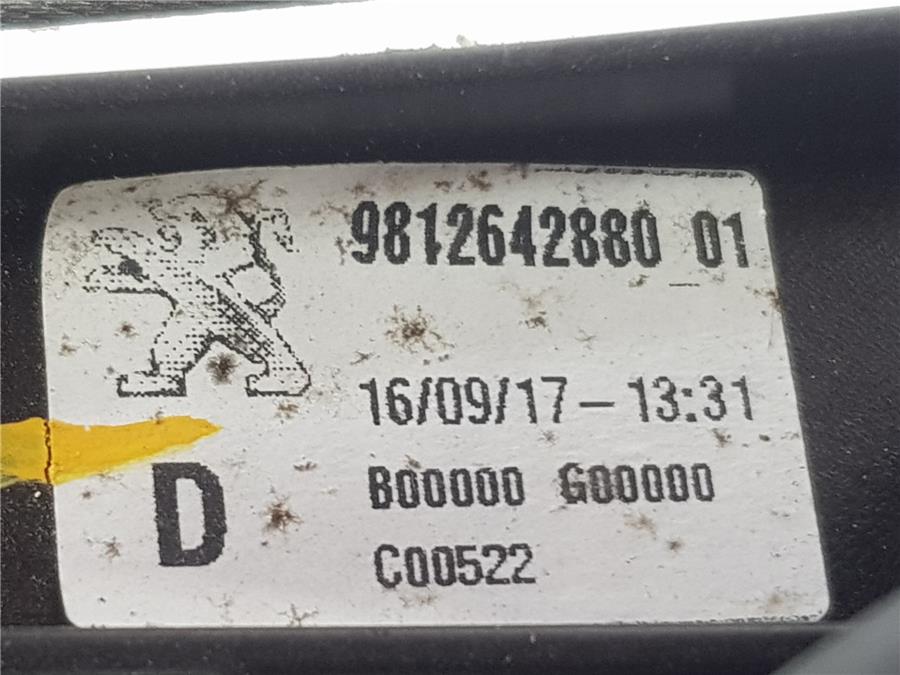 9812642880 01
16/09/17-13:31
D
B00000 G00000
C00522